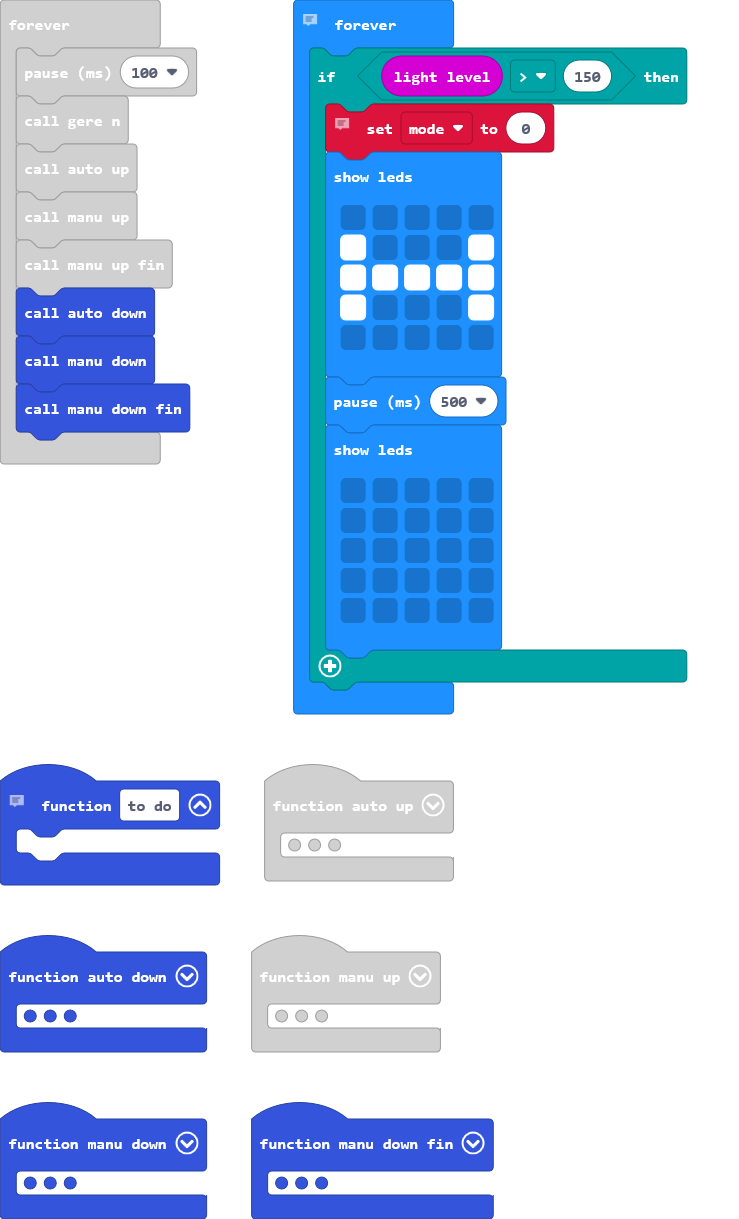 forever
pause (ms) 100
call gere n
call auto up
call manu up
call manu up fin
call auto down
call manu down
call manu down fin
forever
if light level > 150 then
set mode to 0
show leds
pause (ms) 500
show leds
function to do
function auto up
function auto down
function manu up
function manu down
function manu down fin